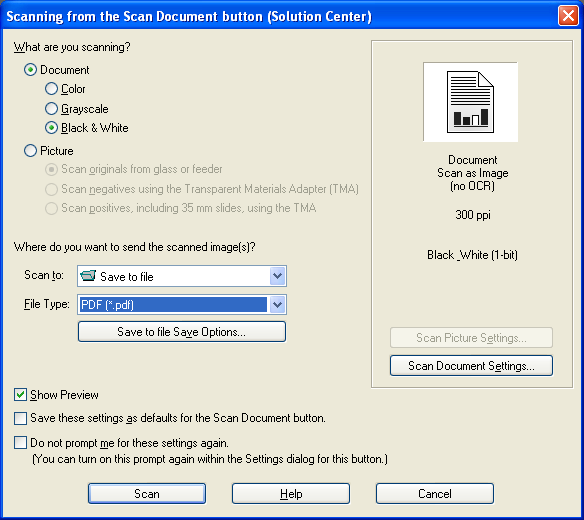 Scanning from the Scan Document button (Solution Center)
What are you scanning?
Document
Color
Grayscale
Black & White
Picture
Scan originals from glass or feeder
Scan negatives using the Transparent Materials Adapter (TMA)
Scan positives, including 35 mm slides, using the TMA
Document
Scan as Image
(no OCR)
300 ppi
Black_White (1-bit)
Where do you want to send the scanned image(s)?
Scan to: Save to file
File Type: PDF (*.pdf)
Save to file Save Options...
Scan Picture Settings...
Scan Document Settings...
Show Preview
Save these settings as defaults for the Scan Document button.
Do not prompt me for these settings again.
(You can turn on this prompt again within the Settings dialog for this button.)
Scan Help Cancel